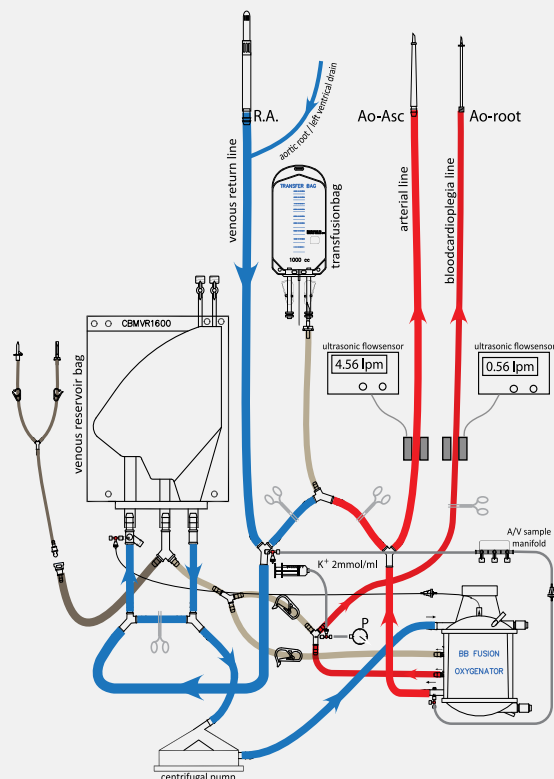 R.A.
aortic root / left ventrical drain
Ao-Asc
Ao-root
venous return line
TRANSFER BAG
1000 cc
transfusionbag
arterial line
bloodcardioplegia line
CBMVR1600
venous reservoir bag
ultrasonic flowsensor
4.56 lpm
ultrasonic flowsensor
0.56 lpm
A/V sample
manifold
K⁺ 2mmol/ml
P
BB FUSION
OXYGENATOR
centrifugal pump